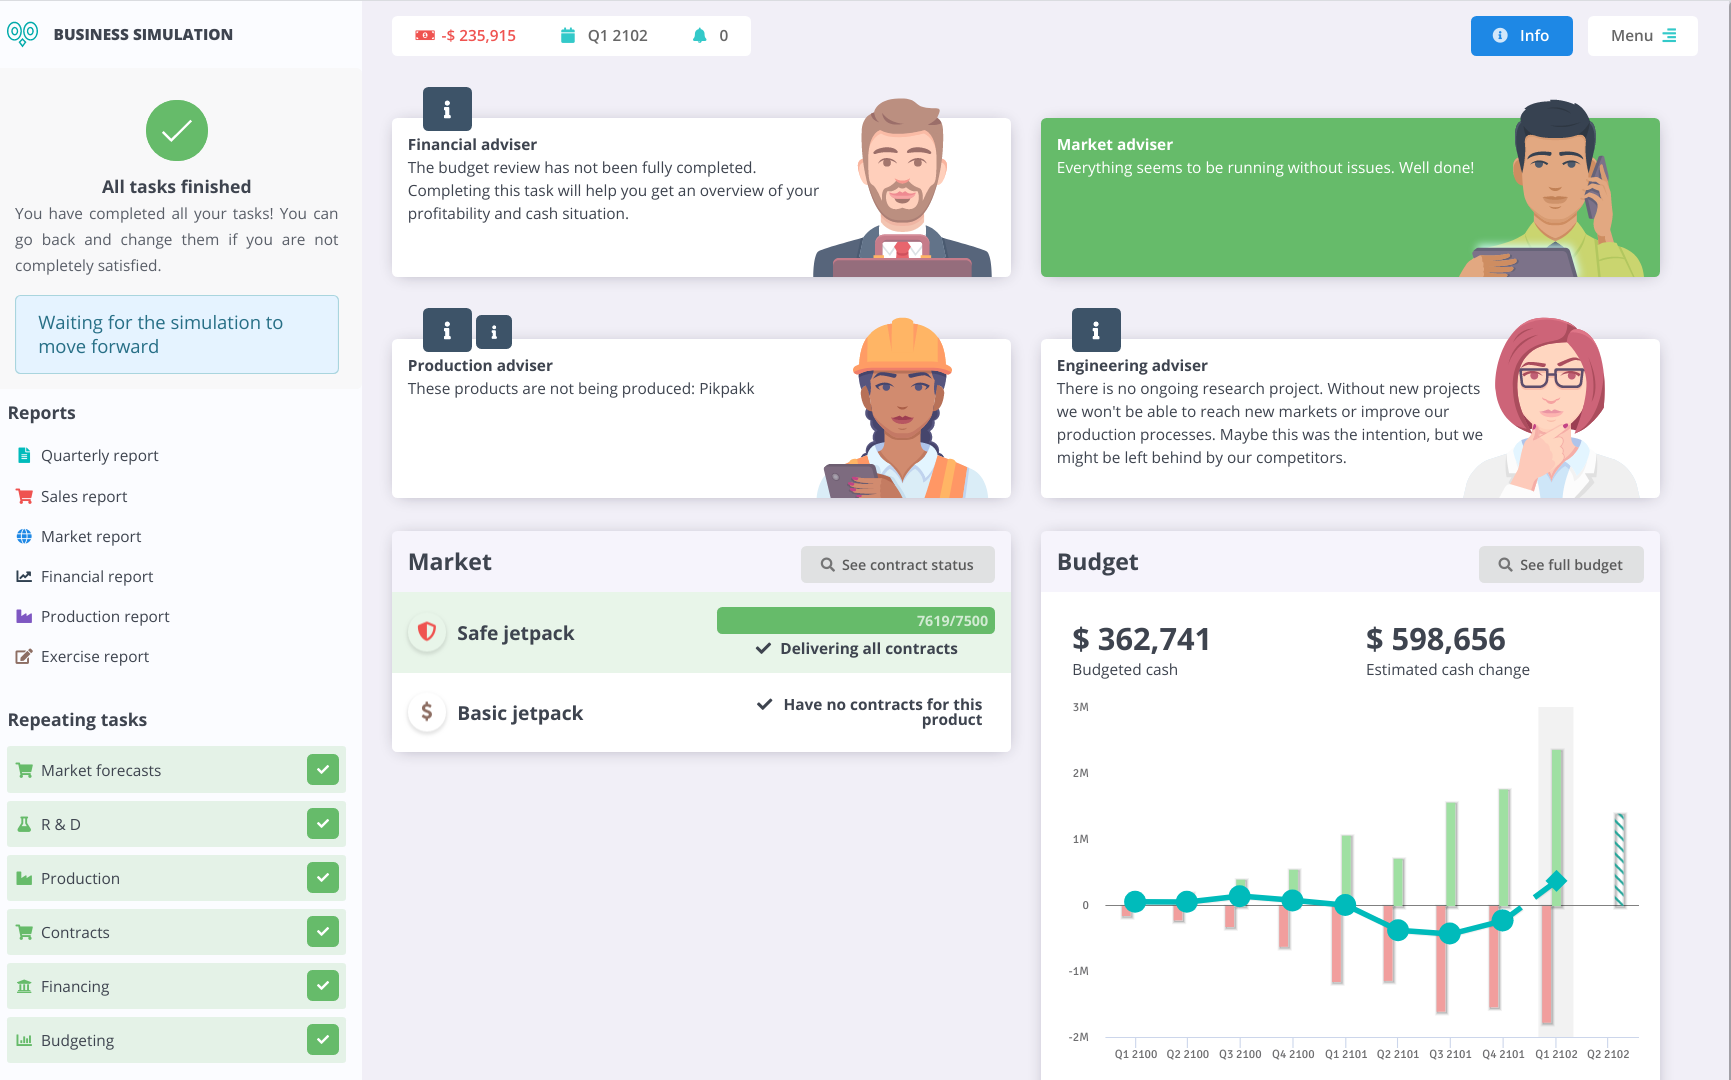 BUSINESS SIMULATION
-$ 235,915
Q1 2102
0
Info
Menu
All tasks finished
You have completed all your tasks! You can
go back and change them if you are not
completely satisfied.
Waiting for the simulation to
move forward
Reports
Quarterly report
Sales report
Market report
Financial report
Production report
Exercise report
Repeating tasks
Market forecasts
R & D
Production
Contracts
Financing
Budgeting
Financial adviser
The budget review has not been fully completed.
Completing this task will help you get an overview of your
profitability and cash situation.
Market adviser
Everything seems to be running without issues. Well done!
Production adviser
These products are not being produced: Pikpakk
Engineering adviser
There is no ongoing research project. Without new projects
we won't be able to reach new markets or improve our
production processes. Maybe this was the intention, but we
might be left behind by our competitors.
Market
See contract status
Safe jetpack
7619/7500
Delivering all contracts
Basic jetpack
Have no contracts for this
product
Budget
See full budget
$ 362,741
Budgeted cash
$ 598,656
Estimated cash change
3M
2M
1M
0
-1M
-2M
Q1 2100
Q2 2100
Q3 2100
Q4 2100
Q1 2101
Q2 2101
Q3 2101
Q4 2101
Q1 2102
Q2 2102